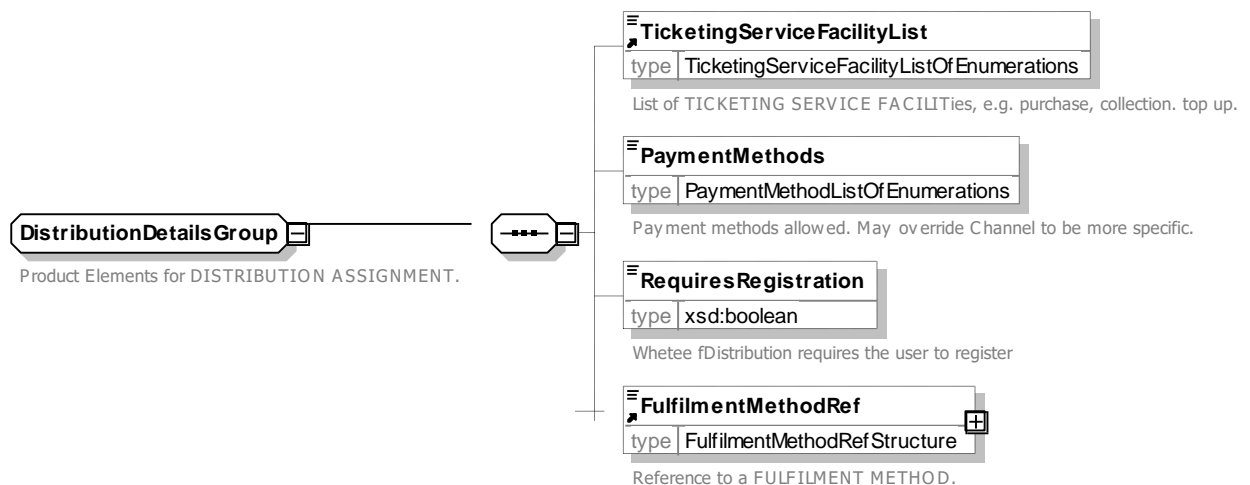 TicketingServiceFacilityList
type TicketingServiceFacilityListOfEnumerations
List of TICKETING SERVICE FACILITies, e.g. purchase, collection. top up.
PaymentMethods
type PaymentMethodListOfEnumerations
Payment methods allowed. May override Channel to be more specific.
DistributionDetailsGroup
Product Elements for DISTRIBUTION ASSIGNMENT.
RequiresRegistration
type xsd:boolean
Whetee fDistribution requires the user to register
FulfilmentMethodRef
type FulfilmentMethodRefStructure
Reference to a FULFILMENT METHOD.